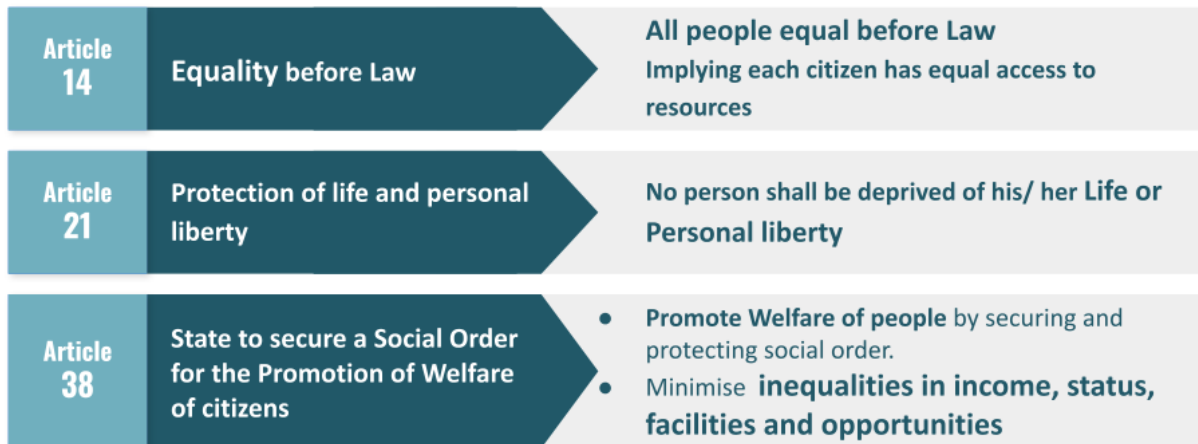 Article
14
Equality before Law
All people equal before Law
Implying each citizen has equal access to
resources
Article
21
Protection of life and personal
liberty
No person shall be deprived of his/ her Life or
Personal liberty
Article
38
State to secure a Social Order
for the Promotion of Welfare
of citizens
● Promote Welfare of people by securing and
protecting social order.
● Minimise inequalities in income, status,
facilities and opportunities